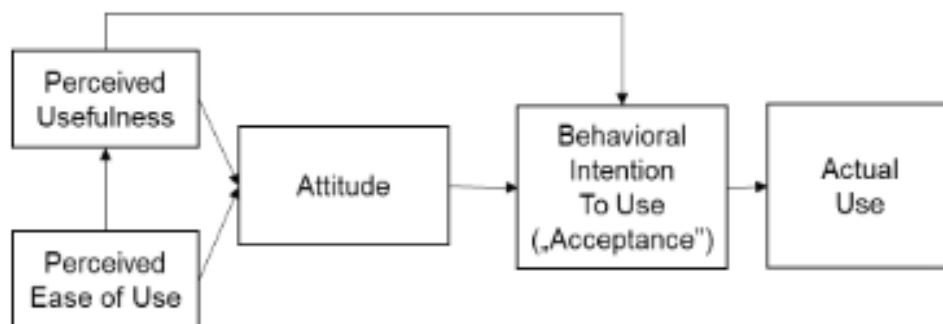 Perceived
Usefulness
Perceived
Ease of Use
Attitude
Behavioral
Intention
To Use
(„Acceptance")
Actual
Use